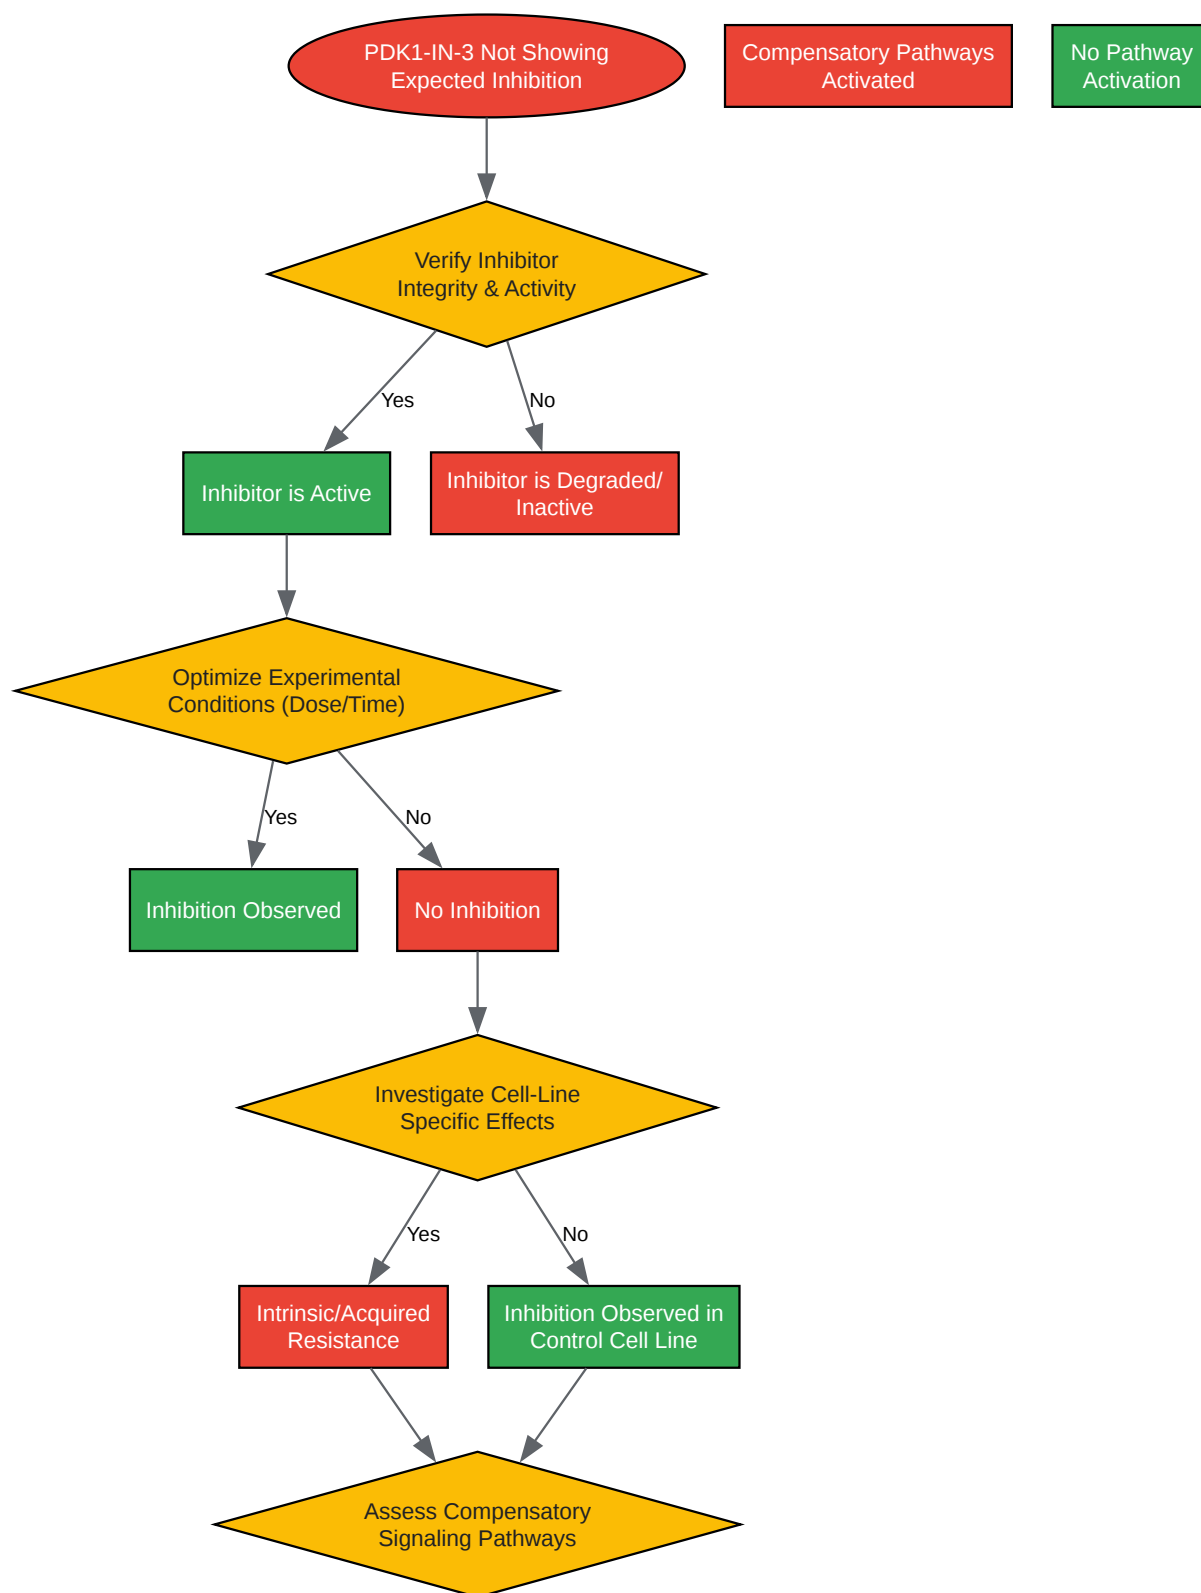 PDK1-IN-3 Not Showing
Expected Inhibition
Compensatory Pathways
Activated
No Pathway
Activation
Verify Inhibitor
Integrity & Activity
Yes
No
Inhibitor is Active
Inhibitor is Degraded/
Inactive
Optimize Experimental
Conditions (Dose/Time)
Yes
No
Inhibition Observed
No Inhibition
Investigate Cell-Line
Specific Effects
Yes
No
Intrinsic/Acquired
Resistance
Inhibition Observed in
Control Cell Line
Assess Compensatory
Signaling Pathways